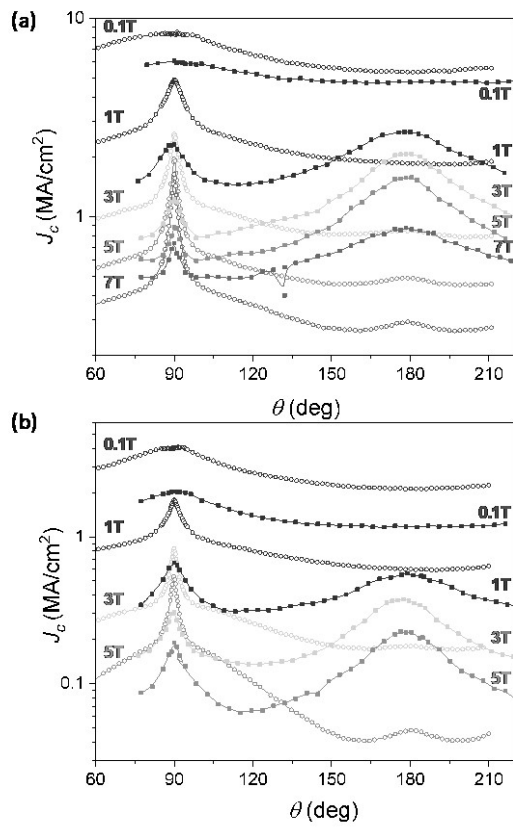 (a)
10
0.1T
0.1T
1T
1T
3T
3T
5T
5T
7T
7T
1
Jc (MA/cm²)
60 90 120 150 180 210
θ (deg)
(b)
0.1T
0.1T
1T
1
1T
3T
3T
5T
5T
0.1
Jc (MA/cm²)
60 90 120 150 180 210
θ (deg)